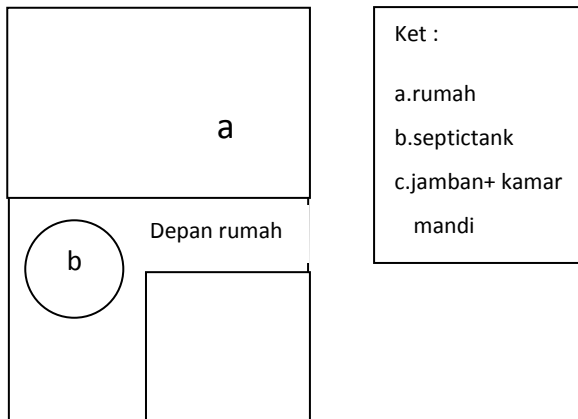 a
Depan rumah
b
Ket :
a.rumah
b.septictank
c.jamban+ kamar
mandi